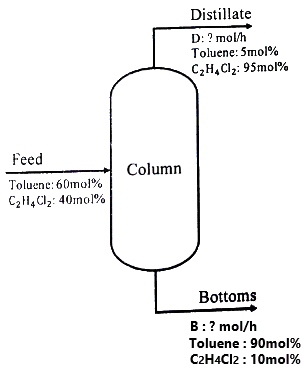 Distillate
D: ? mol/h
Toluene: 5mol%
C₂H₄Cl₂: 95mol%
Feed
Toluene: 60mol%
C₂H₄Cl₂: 40mol%
Column
Bottoms
B : ? mol/h
Toluene : 90mol%
C2H4Cl2 : 10mol%